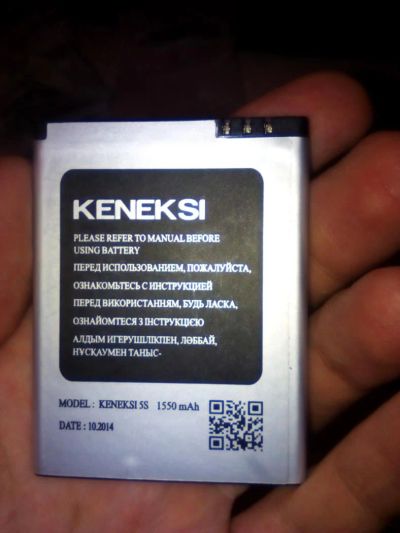 KENEKSI
PLEASE REFER TO MANUAL BEFORE
USING BATTERY
ПЕРЕД ИСПОЛЬЗОВАНИЕМ, ПОЖАЛУЙСТА,
ОЗНАКОМЬТЕСЬ С ИНСТРУКЦИЕЙ
ПЕРЕД ВИКОРИСТАННЯМ, БУДЬ ЛАСКА,
ОЗНАЙОМТЕСЯ З ІНСТРУКЦІЄЮ
АЛДЫМ ИГЕРУШІЛІКПЕН, ЛӘББАЙ,
НҰСҚАУМЕН ТАНЫС-
MODEL : KENEKSI 5S 1550 mAh
DATE : 10.2014